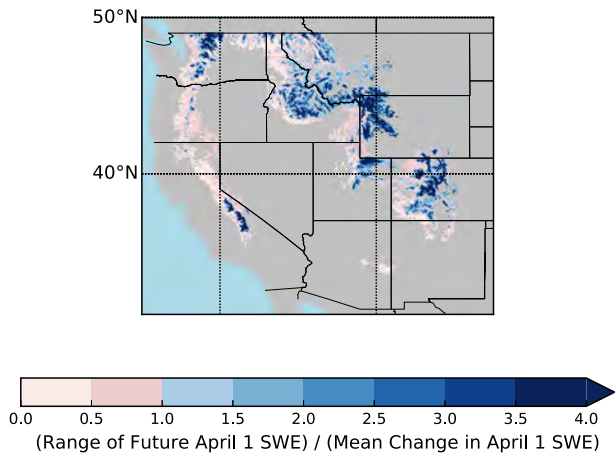 50°N
40°N
0.0 0.5 1.0 1.5 2.0 2.5 3.0 3.5 4.0
(Range of Future April 1 SWE) / (Mean Change in April 1 SWE)